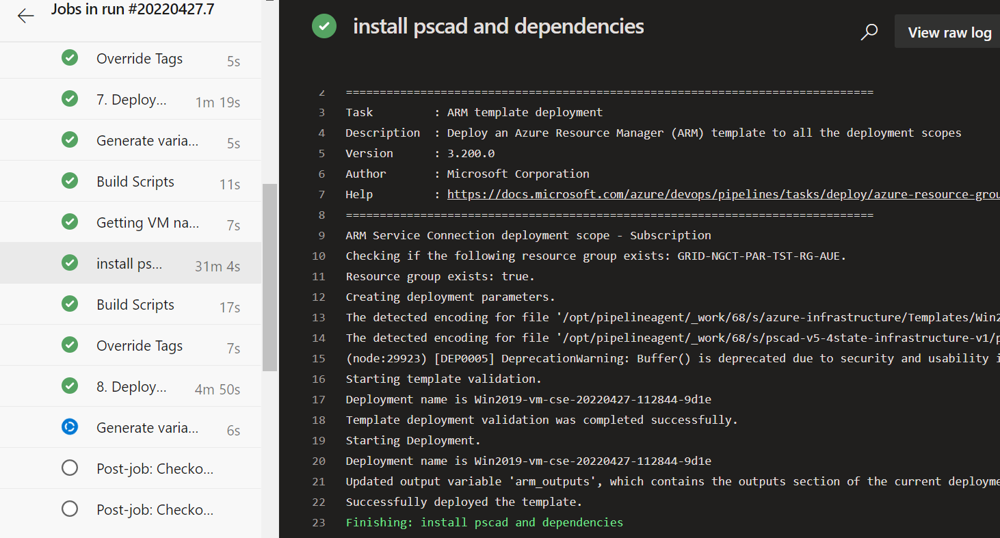 Jobs in run #20220427.7
Override Tags 5s
7. Deploy... 1m 19s
Generate varia... 5s
Build Scripts 11s
Getting VM na... 7s
install ps... 31m 4s
Build Scripts 17s
Override Tags 7s
8. Deploy... 4m 50s
Generate varia... 6s
Post-job: Checko...
Post-job: Checko...
install pscad and dependencies
View raw log
2 ==============================================================================
3 Task : ARM template deployment
4 Description : Deploy an Azure Resource Manager (ARM) template to all the deployment scopes
5 Version : 3.200.0
6 Author : Microsoft Corporation
7 Help : https://docs.microsoft.com/azure/devops/pipelines/tasks/deploy/azure-resource-grou
8 ==============================================================================
9 ARM Service Connection deployment scope - Subscription
10 Checking if the following resource group exists: GRID-NGCT-PAR-TST-RG-AUE.
11 Resource group exists: true.
12 Creating deployment parameters.
13 The detected encoding for file '/opt/pipelineagent/_work/68/s/azure-infrastructure/Templates/Win2
14 The detected encoding for file '/opt/pipelineagent/_work/68/s/pscad-v5-4state-infrastructure-v1/p
15 (node:29923) [DEP0005] DeprecationWarning: Buffer() is deprecated due to security and usability i
16 Starting template validation.
17 Deployment name is Win2019-vm-cse-20220427-112844-9d1e
18 Template deployment validation was completed successfully.
19 Starting Deployment.
20 Deployment name is Win2019-vm-cse-20220427-112844-9d1e
21 Updated output variable 'arm_outputs', which contains the outputs section of the current deployme
22 Successfully deployed the template.
23 Finishing: install pscad and dependencies